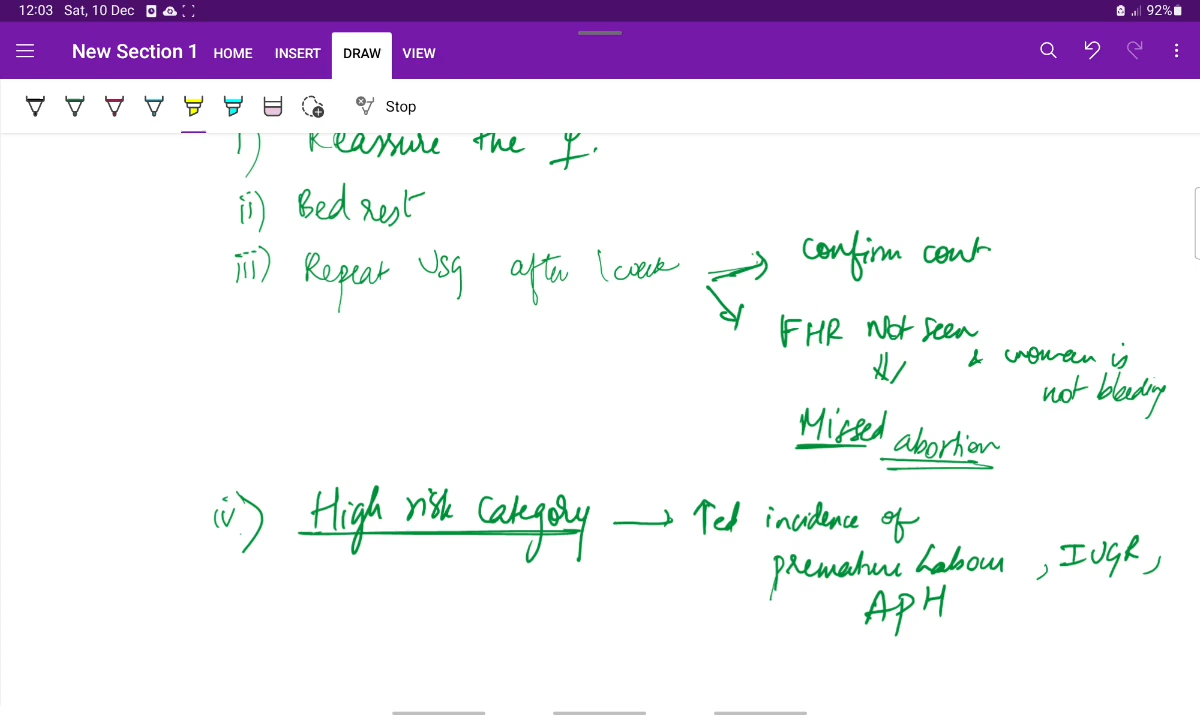 12:03 Sat, 10 Dec 92%
New Section 1 HOME INSERT DRAW VIEW
Stop
i) Reassure the ♀.
ii) Bed rest
iii) Repeat USG after 1 week → Confirm cont
FHR Not Seen
& woman is
not bleeding
Missed abortion
iv) High risk Category → ↑ed incidence of
premature labour, IUGR,
APH